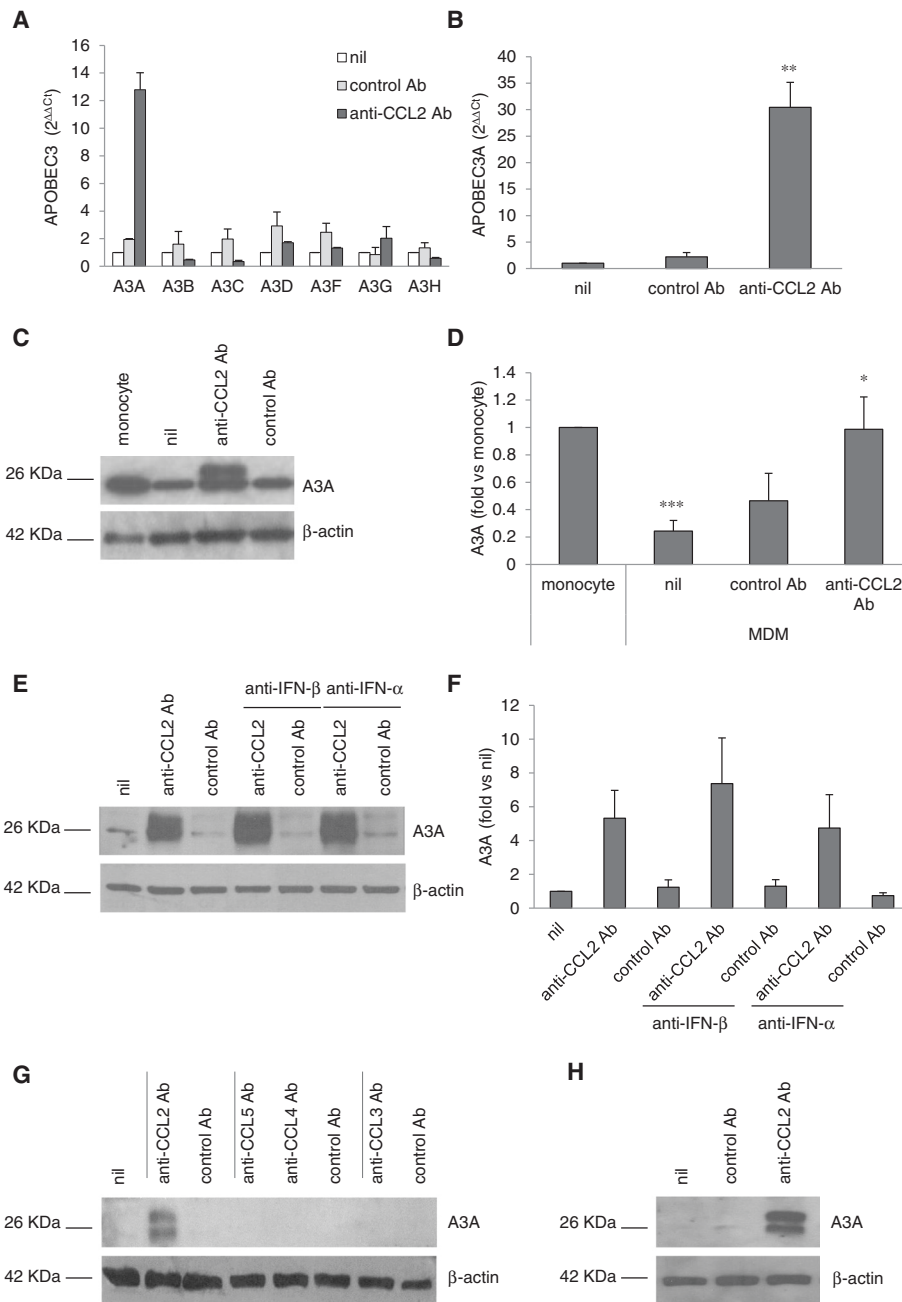 A
APOBEC3 (2ΔΔCt)
16
14
12
10
8
6
4
2
0
nil
control Ab
anti-CCL2 Ab
A3A A3B A3C A3D A3F A3G A3H
B
APOBEC3A (2ΔΔCt)
40
35
30
25
20
15
10
5
0
**
nil control Ab anti-CCL2 Ab
C
monocyte
nil
anti-CCL2 Ab
control Ab
26 KDa
A3A
42 KDa
β-actin
D
A3A (fold vs monocyte)
1.4
1.2
1
0.8
0.6
0.4
0.2
0
***
*
monocyte nil control Ab anti-CCL2
Ab
MDM
E
anti-IFN-β anti-IFN-α
nil
anti-CCL2 Ab
control Ab
anti-CCL2
control Ab
anti-CCL2
control Ab
26 KDa
A3A
42 KDa
β-actin
F
A3A (fold vs nil)
12
10
8
6
4
2
0
nil
anti-CCL2 Ab
control Ab
anti-CCL2 Ab
control Ab
anti-CCL2 Ab
control Ab
anti-IFN-β anti-IFN-α
G
nil
anti-CCL2 Ab
control Ab
anti-CCL5 Ab
anti-CCL4 Ab
control Ab
anti-CCL3 Ab
control Ab
26 KDa
A3A
42 KDa
β-actin
H
nil
control Ab
anti-CCL2 Ab
26 KDa
A3A
42 KDa
β-actin